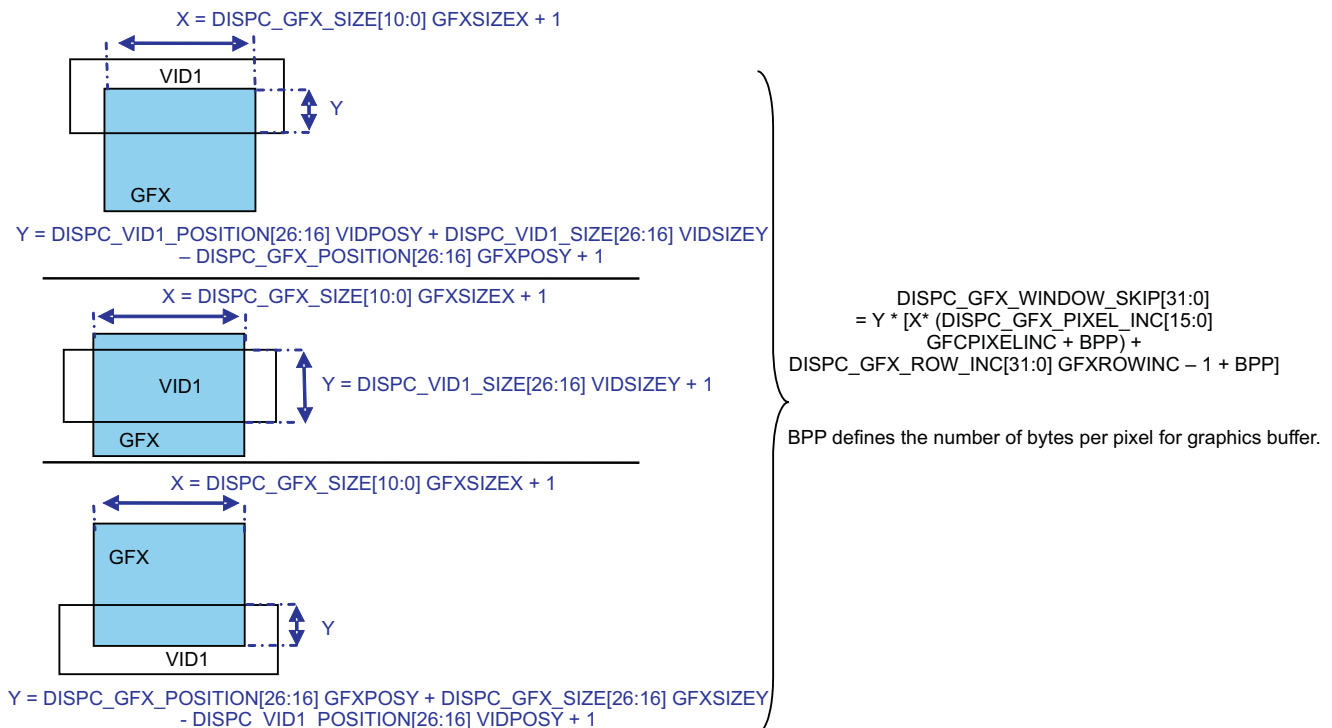 X = DISPC_GFX_SIZE[10:0] GFXSIZEX + 1
VID1
Y
GFX
Y = DISPC_VID1_POSITION[26:16] VIDPOSY + DISPC_VID1_SIZE[26:16] VIDSIZEY
– DISPC_GFX_POSITION[26:16] GFXPOSY + 1
X = DISPC_GFX_SIZE[10:0] GFXSIZEX + 1
VID1
Y = DISPC_VID1_SIZE[26:16] VIDSIZEY + 1
GFX
X = DISPC_GFX_SIZE[10:0] GFXSIZEX + 1
GFX
Y
VID1
Y = DISPC_GFX_POSITION[26:16] GFXPOSY + DISPC_GFX_SIZE[26:16] GFXSIZEY
- DISPC_VID1_POSITION[26:16] VIDPOSY + 1
DISPC_GFX_WINDOW_SKIP[31:0]
= Y * [X* (DISPC_GFX_PIXEL_INC[15:0]
GFCPIXELINC + BPP) +
DISPC_GFX_ROW_INC[31:0] GFXROWINC – 1 + BPP]
BPP defines the number of bytes per pixel for graphics buffer.